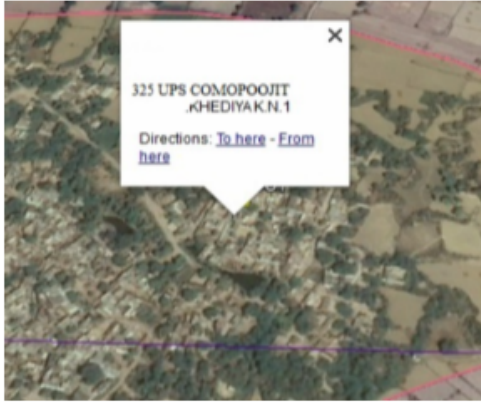 325 UPS COMOPOOJIT
.KHEDIYA K.N.1
Directions: To here - From
here